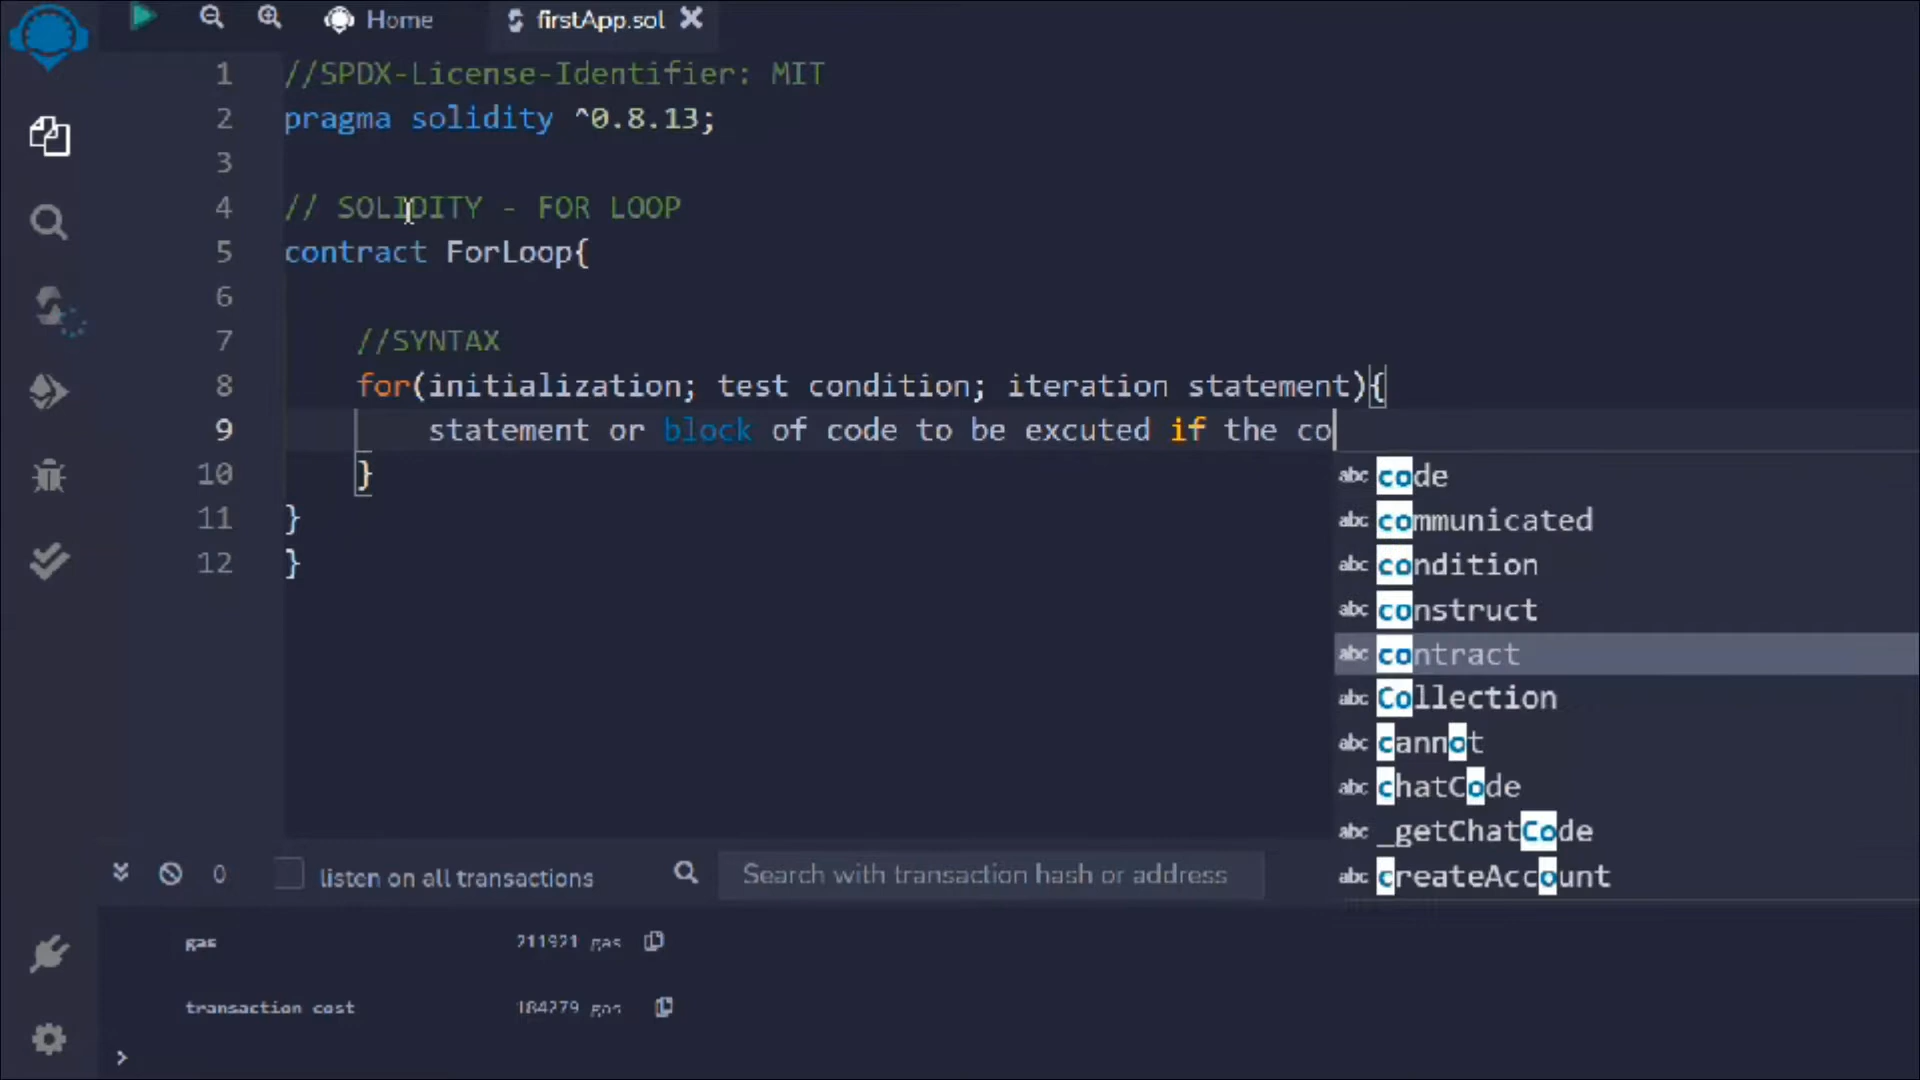 Home firstApp.sol
1 //SPDX-License-Identifier: MIT
2 pragma solidity ^0.8.13;
3
4 // SOLIDITY - FOR LOOP
5 contract ForLoop{
6
7 //SYNTAX
8 for(initialization; test condition; iteration statement){
9 statement or block of code to be excuted if the co
10 }
11 }
12 }
abc code
abc communicated
abc condition
abc construct
abc contract
abc Collection
abc cannot
abc chatCode
abc _getChatCode
abc createAccount
0 listen on all transactions Search with transaction hash or address
gas 211921 gas
transaction cost 184279 gas
>